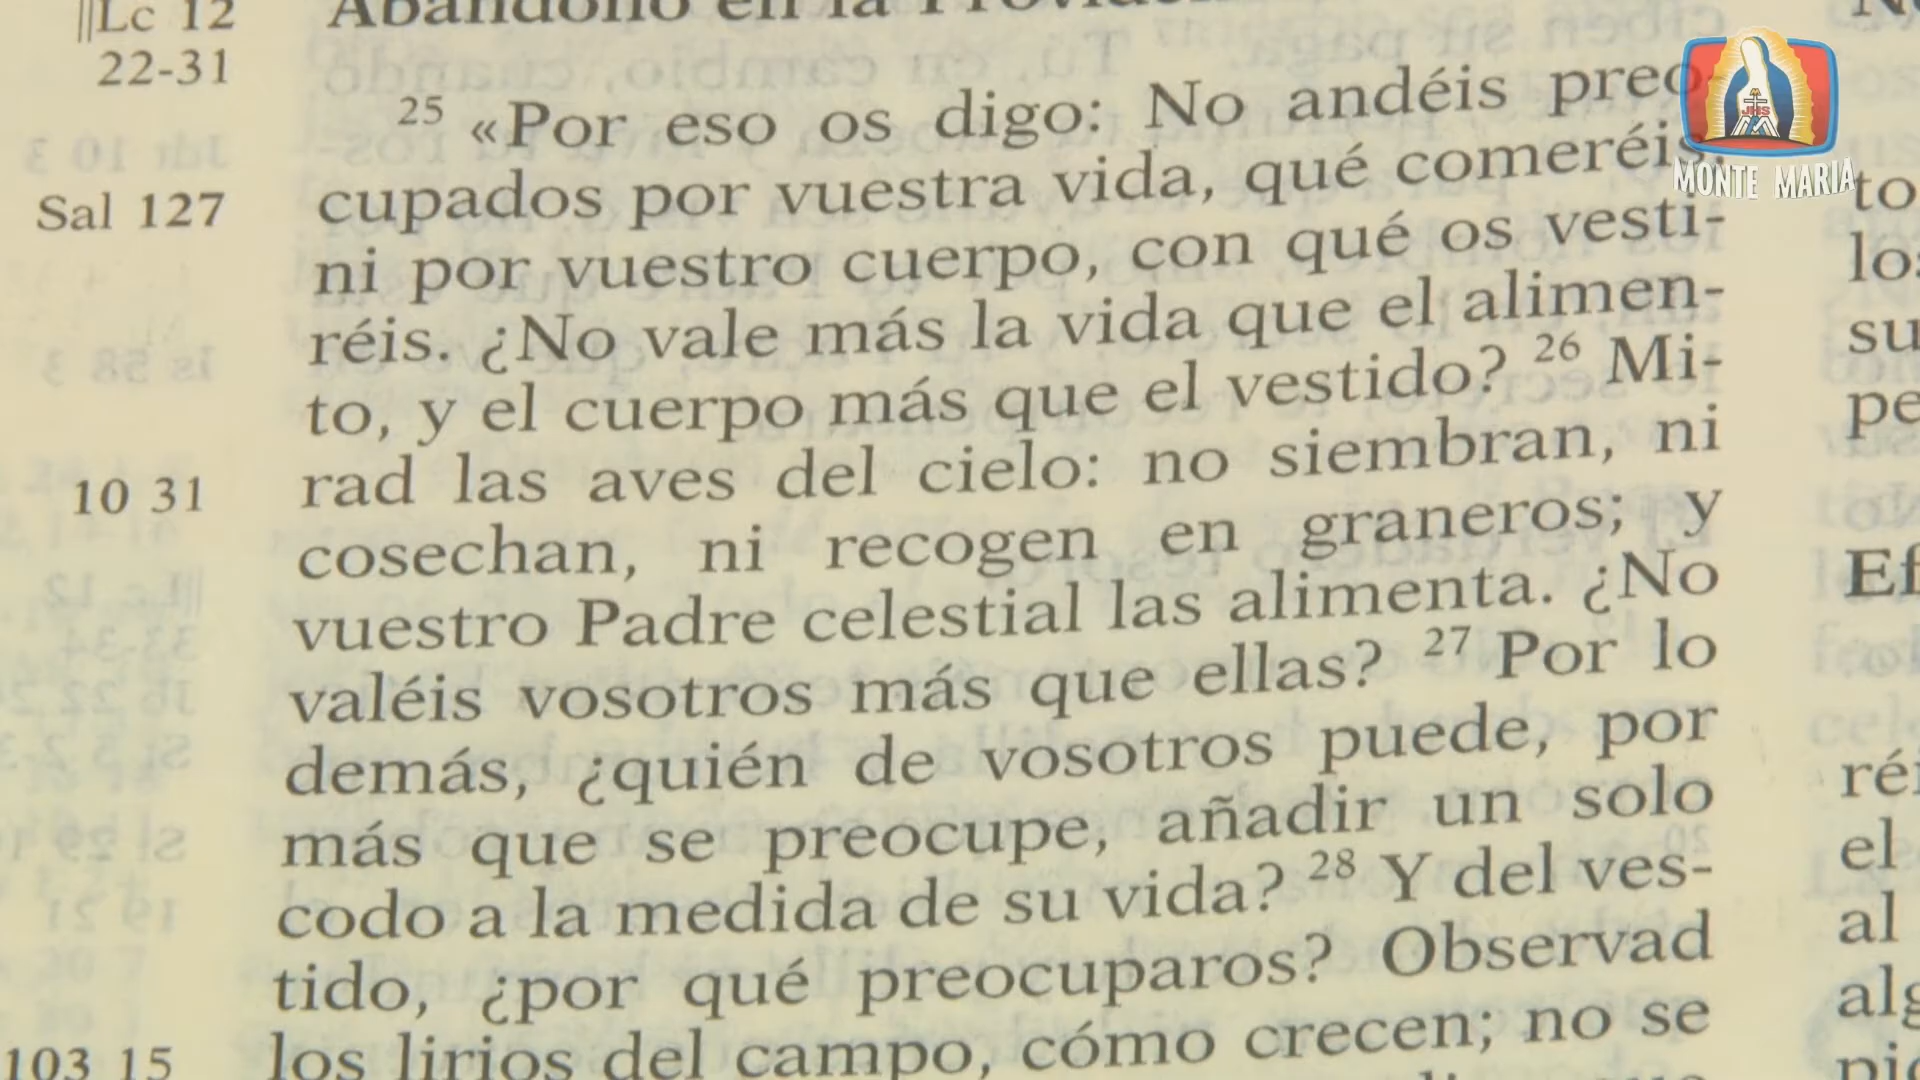 ||Lc 12
22-31
Abandono en la
25 «Por eso os digo: No andéis preo
cupados por vuestra vida, qué comeréis,
ni por vuestro cuerpo, con qué os vesti-
réis. ¿No vale más la vida que el alimen-
to, y el cuerpo más que el vestido? 26 Mi-
rad las aves del cielo: no siembran, ni
cosechan, ni recogen en graneros; y
vuestro Padre celestial las alimenta. ¿No
valéis vosotros más que ellas? 27 Por lo
demás, ¿quién de vosotros puede, por
más que se preocupe, añadir un solo
codo a la medida de su vida? 28 Y del ves-
tido, ¿por qué preocuparos? Observad
los lirios del campo, cómo crecen; no se
Sal 127
10 31
103 15
to
su
pe
Ef
réi
el
al
JHS
MONTE MARIA